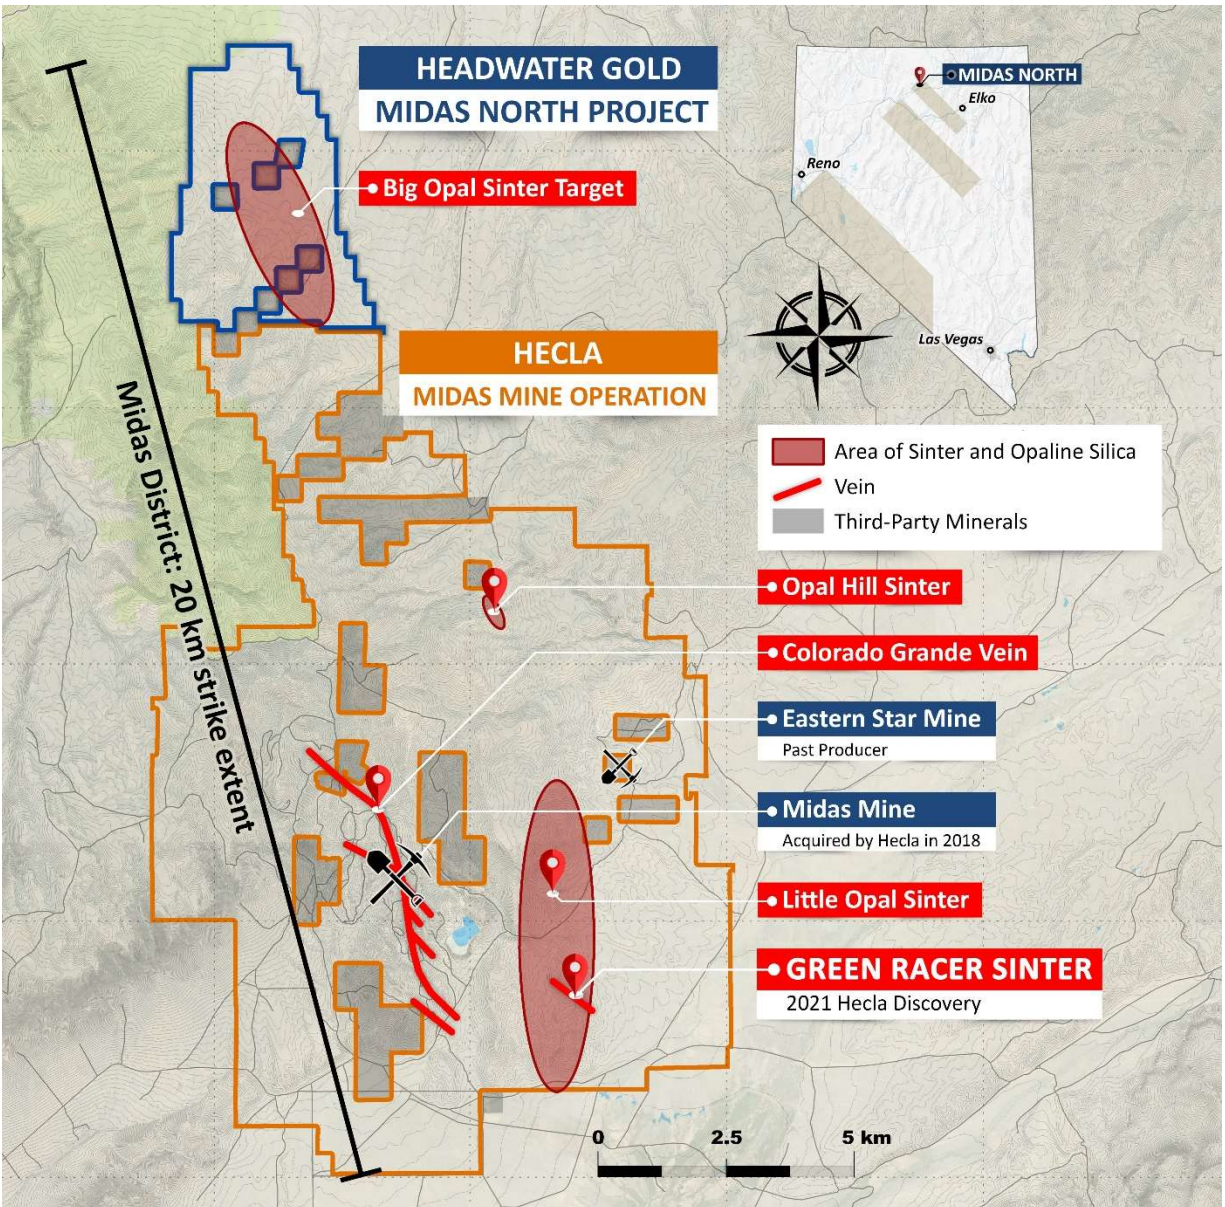 HEADWATER GOLD
MIDAS NORTH PROJECT
MIDAS NORTH
Elko
Reno
Las Vegas
Big Opal Sinter Target
HECLA
MIDAS MINE OPERATION
Midas District: 20 km strike extent
Area of Sinter and Opaline Silica
Vein
Third-Party Minerals
Opal Hill Sinter
Colorado Grande Vein
Eastern Star Mine
Past Producer
Midas Mine
Acquired by Hecla in 2018
Little Opal Sinter
GREEN RACER SINTER
2021 Hecla Discovery
0 2.5 5 km